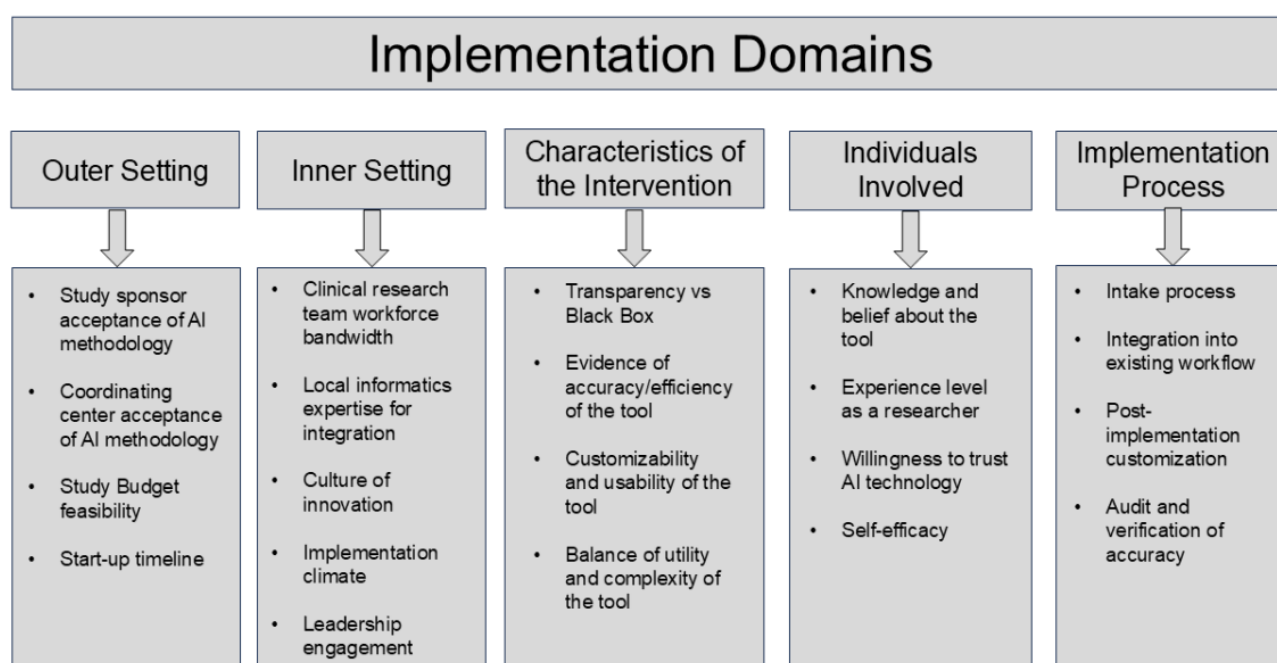 Implementation Domains
Outer Setting
• Study sponsor
acceptance of AI
methodology
• Coordinating
center acceptance
of AI methodology
• Study Budget
feasibility
• Start-up timeline
Inner Setting
• Clinical research
team workforce
bandwidth
• Local informatics
expertise for
integration
• Culture of
innovation
• Implementation
climate
• Leadership
engagement
Characteristics of
the Intervention
• Transparency vs
Black Box
• Evidence of
accuracy/efficiency
of the tool
• Customizability
and usability of the
tool
• Balance of utility
and complexity of
the tool
Individuals
Involved
• Knowledge and
belief about the
tool
• Experience level
as a researcher
• Willingness to trust
AI technology
• Self-efficacy
Implementation
Process
• Intake process
• Integration into
existing workflow
• Post-
implementation
customization
• Audit and
verification of
accuracy